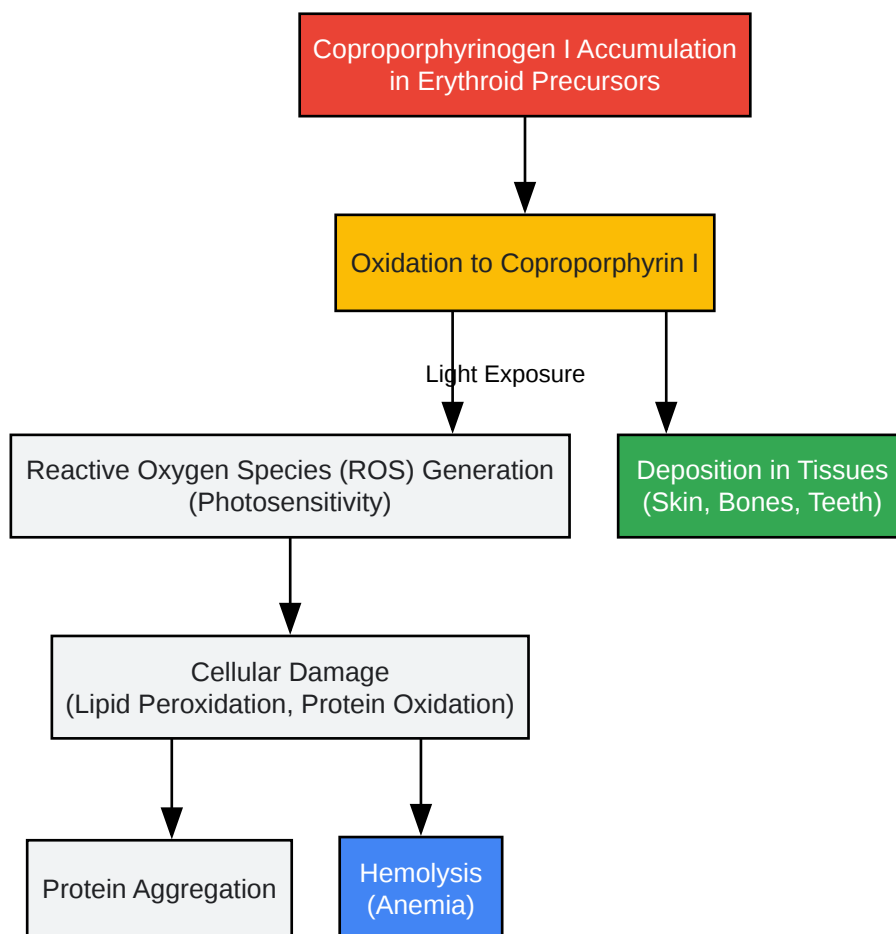 Coproporphyrinogen I Accumulation
in Erythroid Precursors
Oxidation to Coproporphyrin I
Light Exposure
Reactive Oxygen Species (ROS) Generation
(Photosensitivity)
Deposition in Tissues
(Skin, Bones, Teeth)
Cellular Damage
(Lipid Peroxidation, Protein Oxidation)
Protein Aggregation
Hemolysis
(Anemia)